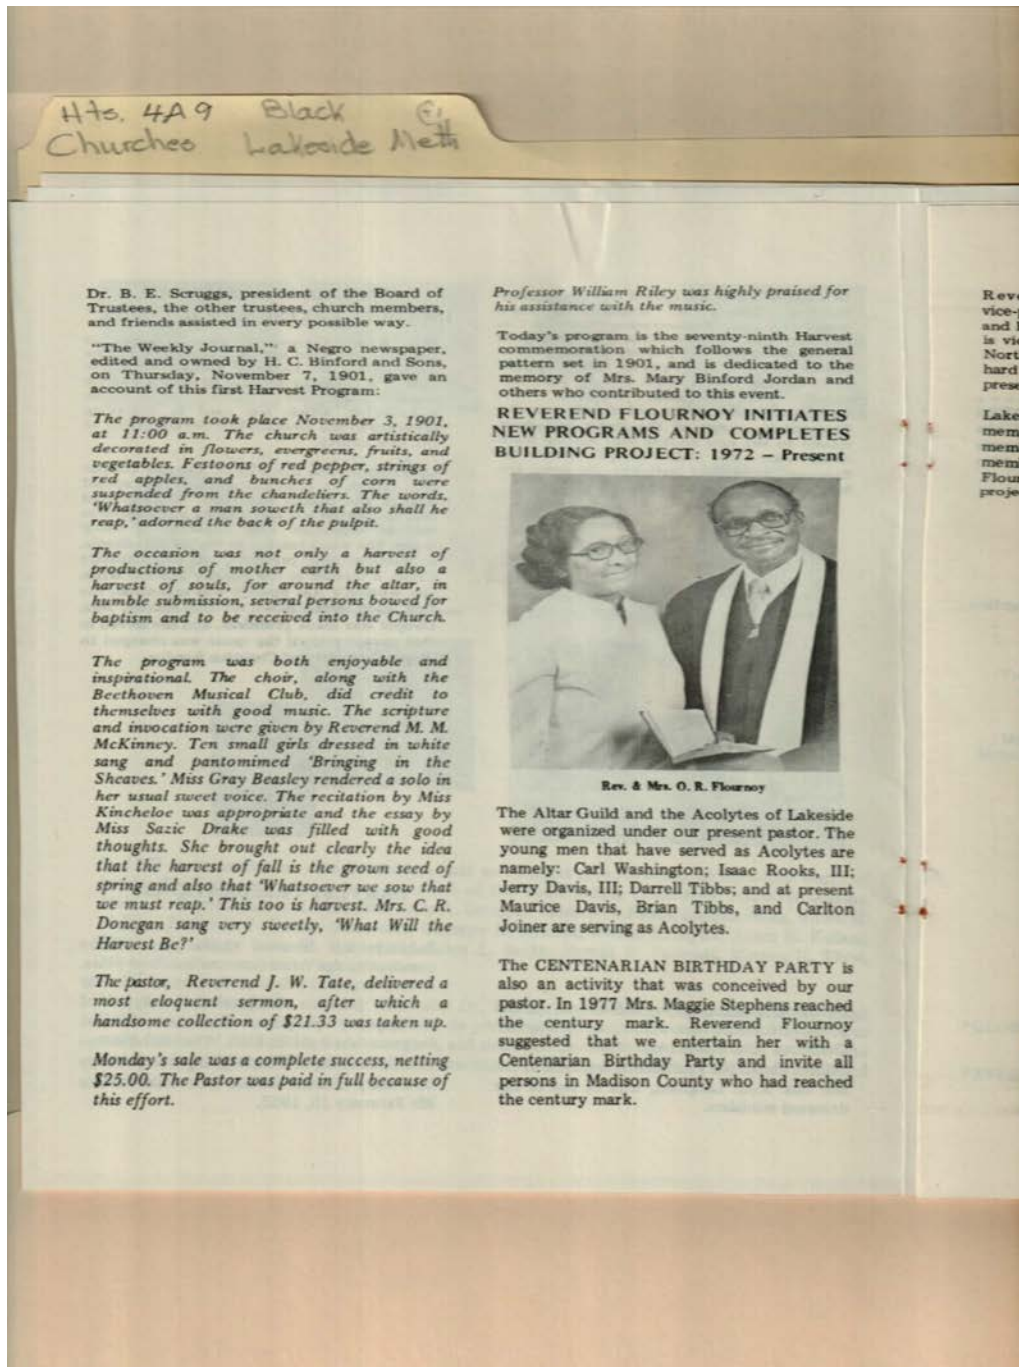 Hts. 4A9 Black
Churches Lakeside Meth
Dr. B. E. Scruggs, president of the Board of
Trustees, the other trustees, church members,
and friends assisted in every possible way.
"The Weekly Journal," a Negro newspaper,
edited and owned by H. C. Binford and Sons,
on Thursday, November 7, 1901, gave an
account of this first Harvest Program:
The program took place November 3, 1901,
at 11:00 a.m. The church was artistically
decorated in flowers, evergreens, fruits, and
vegetables. Festoons of red pepper, strings of
red apples, and bunches of corn were
suspended from the chandeliers. The words,
'Whatsoever a man soweth that also shall he
reap,' adorned the back of the pulpit.
The occasion was not only a harvest of
productions of mother earth but also a
harvest of souls, for around the altar, in
humble submission, several persons bowed for
baptism and to be received into the Church.
The program was both enjoyable and
inspirational. The choir, along with the
Beethoven Musical Club, did credit to
themselves with good music. The scripture
and invocation were given by Reverend M. M.
McKinney. Ten small girls dressed in white
sang and pantomimed 'Bringing in the
Sheaves.' Miss Gray Beasley rendered a solo in
her usual sweet voice. The recitation by Miss
Kincheloe was appropriate and the essay by
Miss Sazie Drake was filled with good
thoughts. She brought out clearly the idea
that the harvest of fall is the grown seed of
spring and also that 'Whatsoever we sow that
we must reap.' This too is harvest. Mrs. C. R.
Donegan sang very sweetly, 'What Will the
Harvest Be?'
The pastor, Reverend J. W. Tate, delivered a
most eloquent sermon, after which a
handsome collection of $21.33 was taken up.
Monday's sale was a complete success, netting
$25.00. The Pastor was paid in full because of
this effort.
Professor William Riley was highly praised for
his assistance with the music.
Today's program is the seventy-ninth Harvest
commemoration which follows the general
pattern set in 1901, and is dedicated to the
memory of Mrs. Mary Binford Jordan and
others who contributed to this event.
REVEREND FLOURNOY INITIATES
NEW PROGRAMS AND COMPLETES
BUILDING PROJECT: 1972 – Present
Rev. & Mrs. O. R. Flournoy
The Altar Guild and the Acolytes of Lakeside
were organized under our present pastor. The
young men that have served as Acolytes are
namely: Carl Washington; Isaac Rooks, III;
Jerry Davis, III; Darrell Tibbs; and at present
Maurice Davis, Brian Tibbs, and Carlton
Joiner are serving as Acolytes.
The CENTENARIAN BIRTHDAY PARTY is
also an activity that was conceived by our
pastor. In 1977 Mrs. Maggie Stephens reached
the century mark. Reverend Flournoy
suggested that we entertain her with a
Centenarian Birthday Party and invite all
persons in Madison County who had reached
the century mark.
Reve
vice-
and
is vi
Nort
hard
prese
Lake
mem
mem
mem
Flou
proje